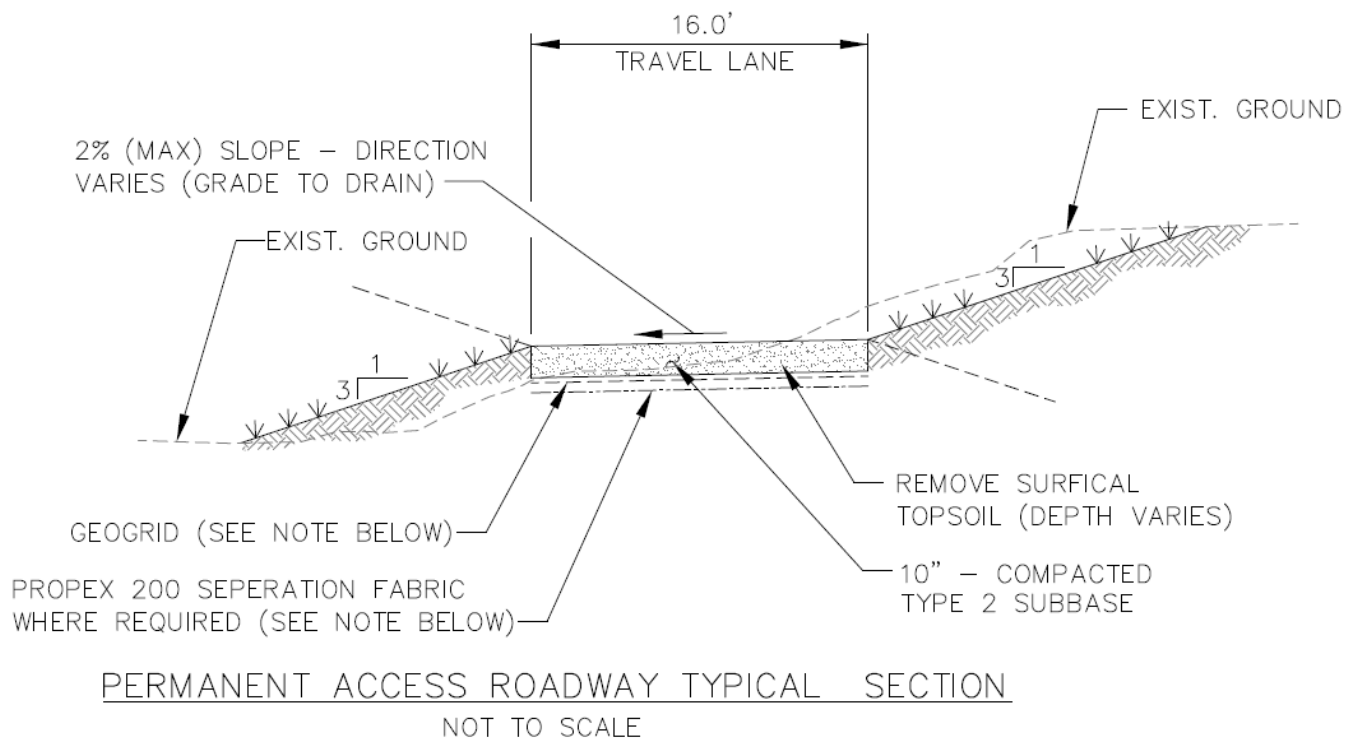 16.0'
TRAVEL LANE
EXIST. GROUND
2% (MAX) SLOPE – DIRECTION
VARIES (GRADE TO DRAIN)
EXIST. GROUND
1
3
1
3
REMOVE SURFICAL
TOPSOIL (DEPTH VARIES)
GEOGRID (SEE NOTE BELOW)
10" – COMPACTED
TYPE 2 SUBBASE
PROPEX 200 SEPERATION FABRIC
WHERE REQUIRED (SEE NOTE BELOW)
PERMANENT ACCESS ROADWAY TYPICAL SECTION
NOT TO SCALE